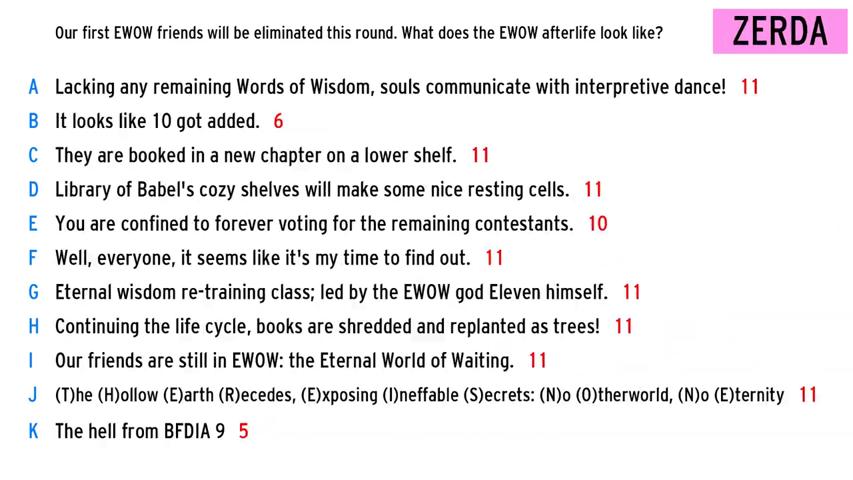 Our first EWOW friends will be eliminated this round. What does the EWOW afterlife look like?
ZERDA
A Lacking any remaining Words of Wisdom, souls communicate with interpretive dance! 11
B It looks like 10 got added. 6
C They are booked in a new chapter on a lower shelf. 11
D Library of Babel's cozy shelves will make some nice resting cells. 11
E You are confined to forever voting for the remaining contestants. 10
F Well, everyone, it seems like it's my time to find out. 11
G Eternal wisdom re-training class; led by the EWOW god Eleven himself. 11
H Continuing the life cycle, books are shredded and replanted as trees! 11
I Our friends are still in EWOW: the Eternal World of Waiting. 11
J (T)he (H)ollow (E)arth (R)ecedes, (E)xposing (I)neffable (S)ecrets: (N)o (O)therworld, (N)o (E)ternity 11
K The hell from BFDIA 9 5